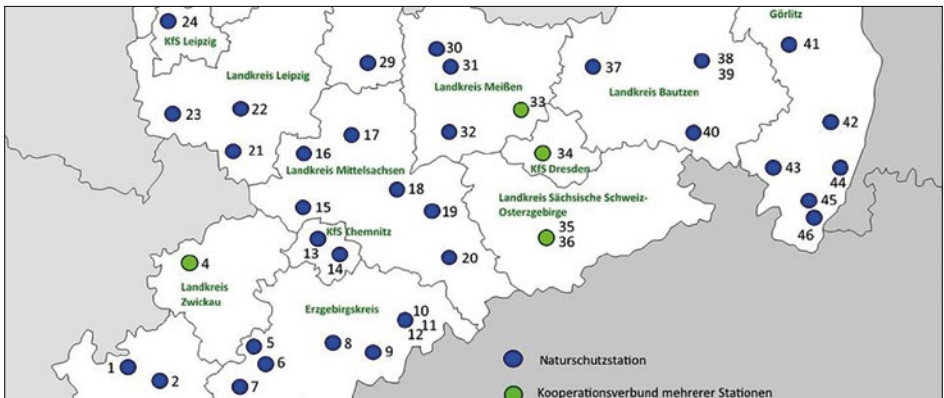 24
KfS Leipzig
Görlitz
30
41
31
29
37
38
39
Landkreis Leipzig
Landkreis Meißen
Landkreis Bautzen
33
23
22
17
32
40
42
21
16
34
Landkreis Mittelsachsen
KfS Dresden
43
44
18
Landkreis Sächsische Schweiz-
Osterzgebirge
45
15
19
35
36
46
KfS Chemnitz
13
14
20
4
Landkreis
Zwickau
Erzgebirgskreis
10
11
12
5
8
9
6
1
2
7
Naturschutzstation
Kooperationsverbund mehrerer Stationen